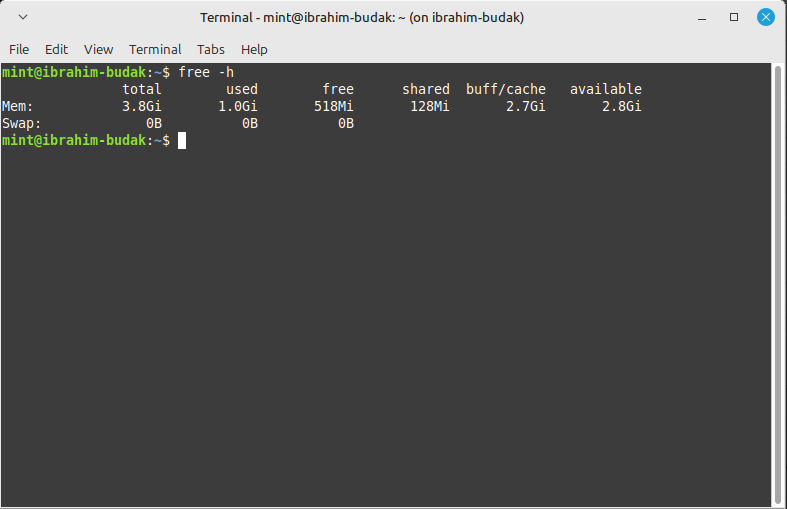 Terminal - mint@ibrahim-budak: ~ (on ibrahim-budak)
File Edit View Terminal Tabs Help
mint@ibrahim-budak:~$ free -h
               total        used        free      shared  buff/cache   available
Mem:           3.8Gi       1.0Gi       518Mi       128Mi       2.7Gi       2.8Gi
Swap:             0B          0B          0B
mint@ibrahim-budak:~$